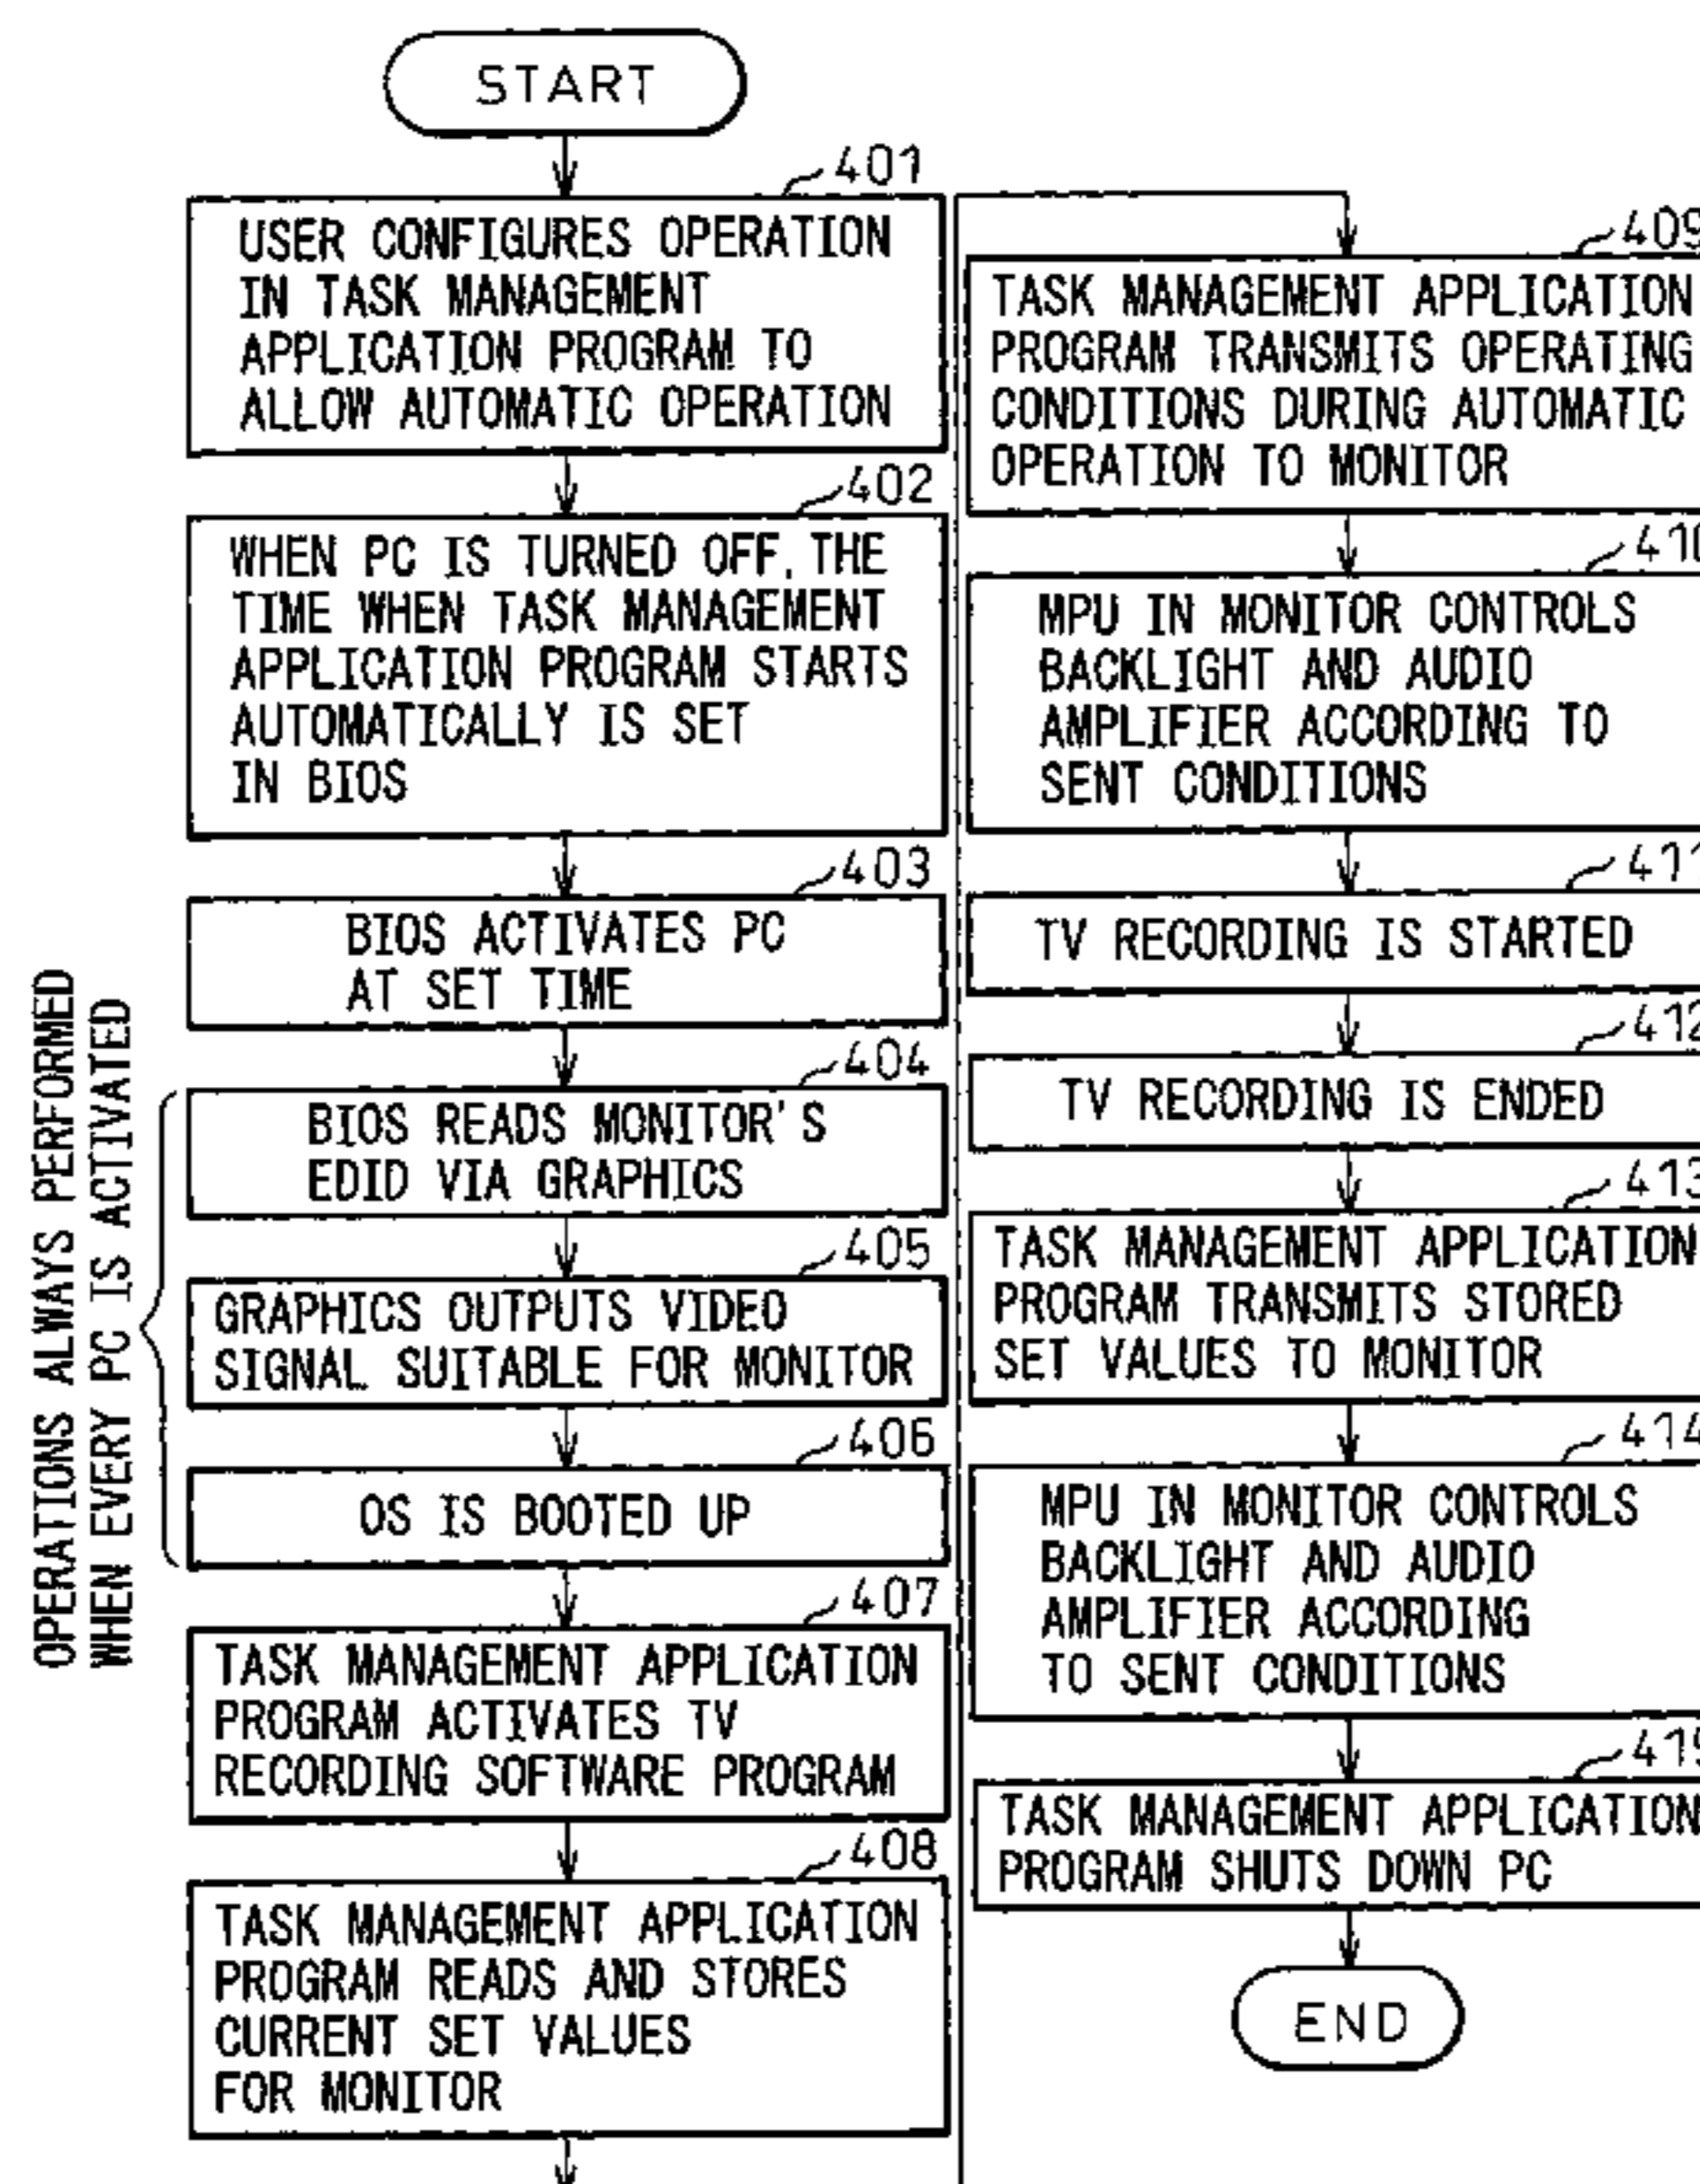 START
401
USER CONFIGURES OPERATION
IN TASK MANAGEMENT
APPLICATION PROGRAM TO
ALLOW AUTOMATIC OPERATION
402
WHEN PC IS TURNED OFF, THE
TIME WHEN TASK MANAGEMENT
APPLICATION PROGRAM STARTS
AUTOMATICALLY IS SET
IN BIOS
403
BIOS ACTIVATES PC
AT SET TIME
OPERATIONS ALWAYS PERFORMED
WHEN EVERY PC IS ACTIVATED
404
BIOS READS MONITOR'S
EDID VIA GRAPHICS
405
GRAPHICS OUTPUTS VIDEO
SIGNAL SUITABLE FOR MONITOR
406
OS IS BOOTED UP
407
TASK MANAGEMENT APPLICATION
PROGRAM ACTIVATES TV
RECORDING SOFTWARE PROGRAM
408
TASK MANAGEMENT APPLICATION
PROGRAM READS AND STORES
CURRENT SET VALUES
FOR MONITOR
409
TASK MANAGEMENT APPLICATION
PROGRAM TRANSMITS OPERATING
CONDITIONS DURING AUTOMATIC
OPERATION TO MONITOR
410
MPU IN MONITOR CONTROLS
BACKLIGHT AND AUDIO
AMPLIFIER ACCORDING TO
SENT CONDITIONS
411
TV RECORDING IS STARTED
412
TV RECORDING IS ENDED
413
TASK MANAGEMENT APPLICATION
PROGRAM TRANSMITS STORED
SET VALUES TO MONITOR
414
MPU IN MONITOR CONTROLS
BACKLIGHT AND AUDIO
AMPLIFIER ACCORDING
TO SENT CONDITIONS
415
TASK MANAGEMENT APPLICATION
PROGRAM SHUTS DOWN PC
END